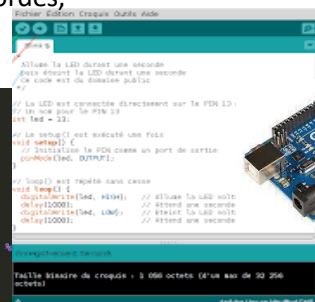 ordes,
Fichier Édition Croquis Outils Aide
Blink §
/*
Allume la LED durant une seconde
puis éteint la LED durant une seconde
Ce code est du domaine public
*/
// La LED est connectée directement sur le PIN 13
// Un nom pour le PIN 13
int led = 13;
// Le setup() est exécuté une fois
void setup() {
// Initialise le PIN comme un port de sortie
pinMode(led, OUTPUT);
// loop() est répété sans cesse
void loop() {
digitalWrite(led, HIGH); // Allume la LED
delay(1000); // Attend une seconde
digitalWrite(led, LOW); // Eteint la LED
delay(1000); // Attend une seconde
}
Enregistrement terminé.
Taille binaire du croquis : 1 056 octets (d'un max de 32 256
octets)